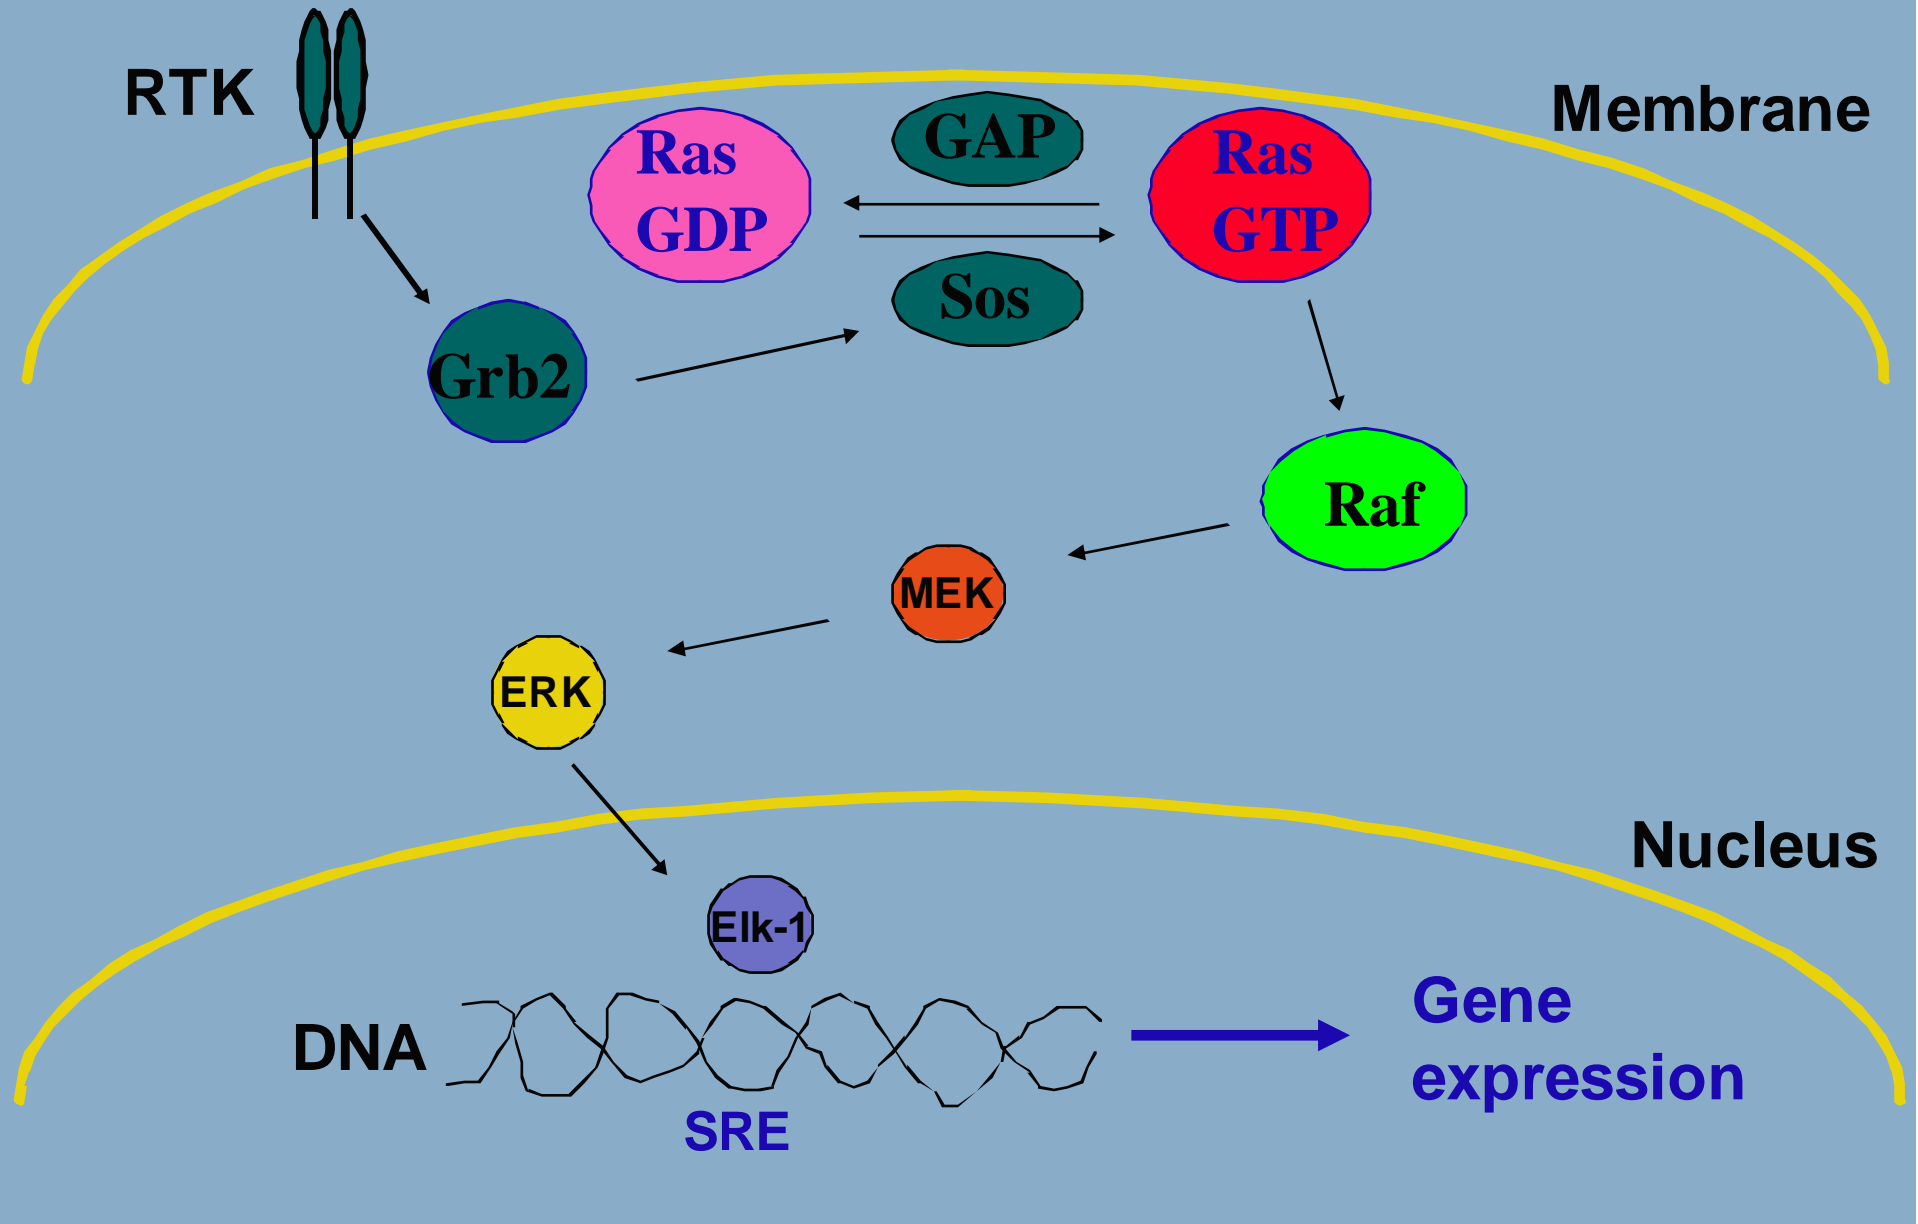 RTK
Membrane
Ras
GDP
GAP
Ras
GTP
Sos
Grb2
Raf
MEK
ERK
Nucleus
Elk-1
DNA
SRE
Gene
expression